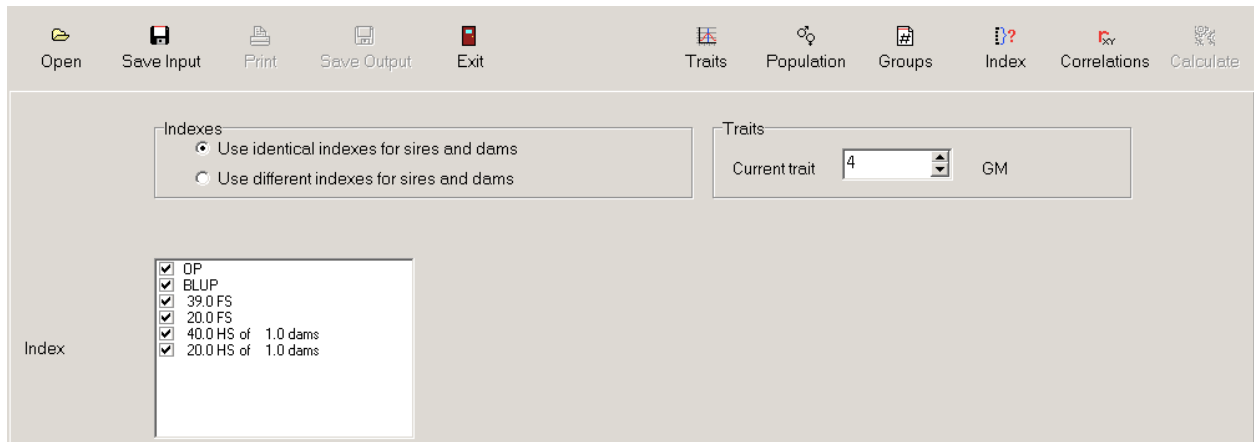 Open Save Input Print Save Output Exit Traits Population Groups Index Correlations Calculate
Indexes
Use identical indexes for sires and dams
Use different indexes for sires and dams
Traits
Current trait 4 GM
Index
OP
BLUP
39.0 FS
20.0 FS
40.0 HS of 1.0 dams
20.0 HS of 1.0 dams